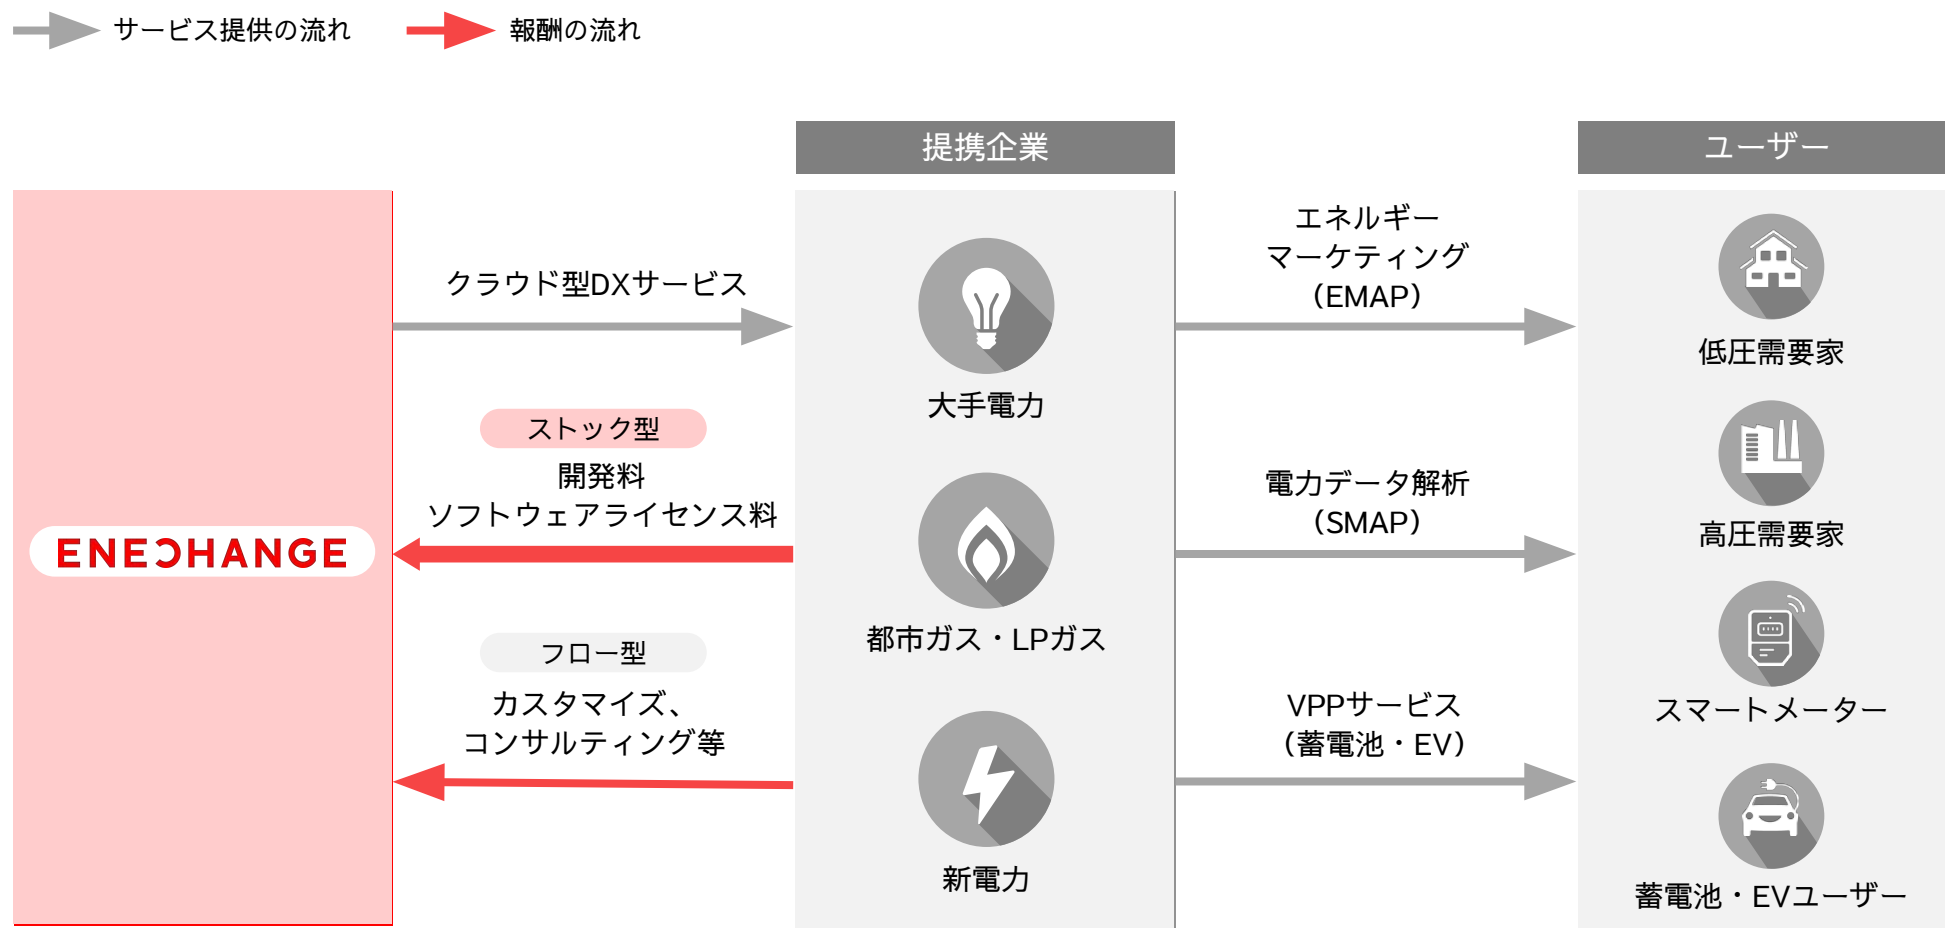 サービス提供の流れ
報酬の流れ
提携企業
ユーザー
ENECHANGE
クラウド型DXサービス
ストック型
開発料
ソフトウェアライセンス料
フロー型
カスタマイズ、
コンサルティング等
大手電力
都市ガス・LPガス
新電力
エネルギー
マーケティング
（EMAP）
電力データ解析
（SMAP）
VPPサービス
（蓄電池・EV）
低圧需要家
高圧需要家
スマートメーター
蓄電池・EVユーザー